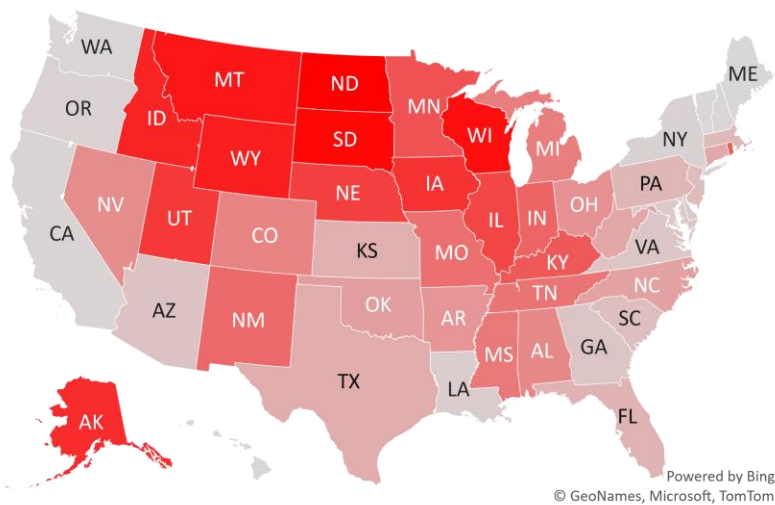 WA
ME
MT
ND
MN
OR
ID
SD
WI
MI
NY
WY
IA
PA
NE
NV
UT
CO
IL
IN
OH
CA
KS
MO
KY
VA
AZ
NM
OK
AR
TN
NC
SC
MS
AL
GA
TX
LA
FL
AK
Powered by Bing
© GeoNames, Microsoft, TomTom